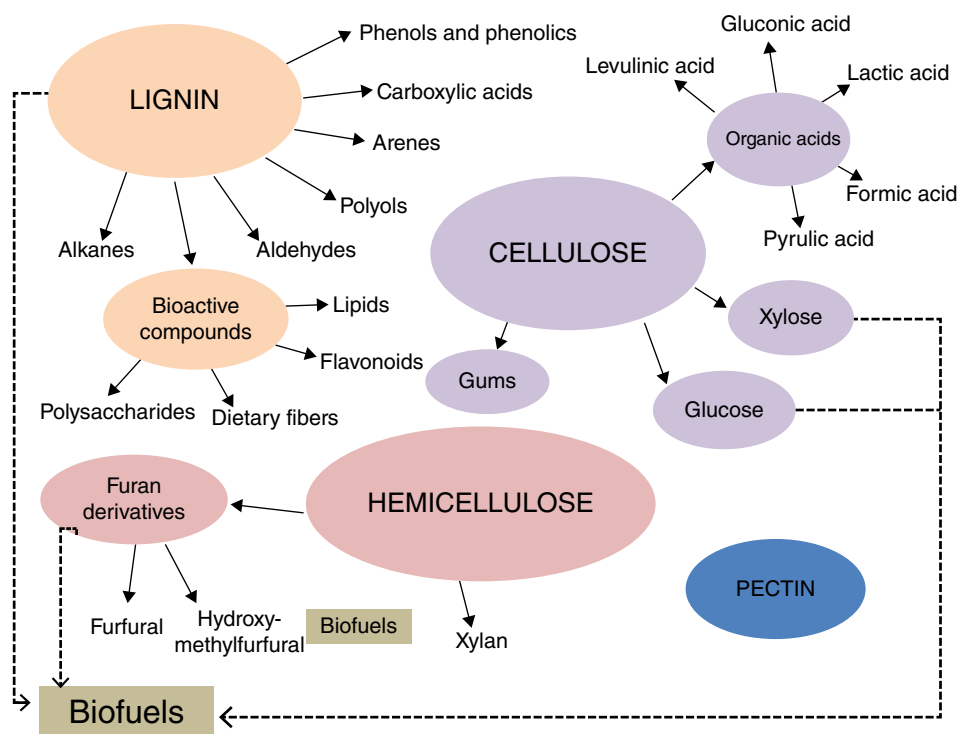 Gluconic acid
Phenols and phenolics
Levulinic acid
Lactic acid
LIGNIN
Carboxylic acids
Arenes
Organic acids
Polyols
Formic acid
Alkanes
Aldehydes
CELLULOSE
Pyrulic acid
Bioactive
compounds
Lipids
Xylose
Flavonoids
Gums
Polysaccharides
Dietary fibers
Glucose
Furan
derivatives
HEMICELLULOSE
PECTIN
Furfural
Hydroxy-
methylfurfural
Biofuels
Xylan
Biofuels